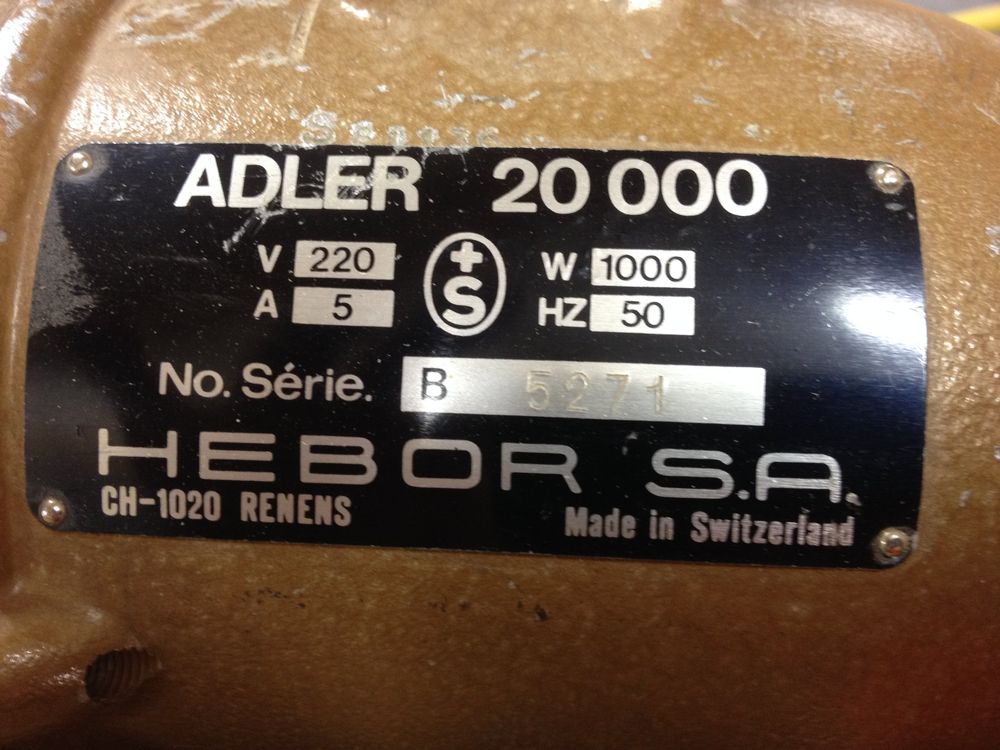 ADLER 20 000
V 220 +S W 1000
A 5 HZ 50
No. Série. B 5271
HEBOR S.A.
CH-1020 RENENS
Made in Switzerland